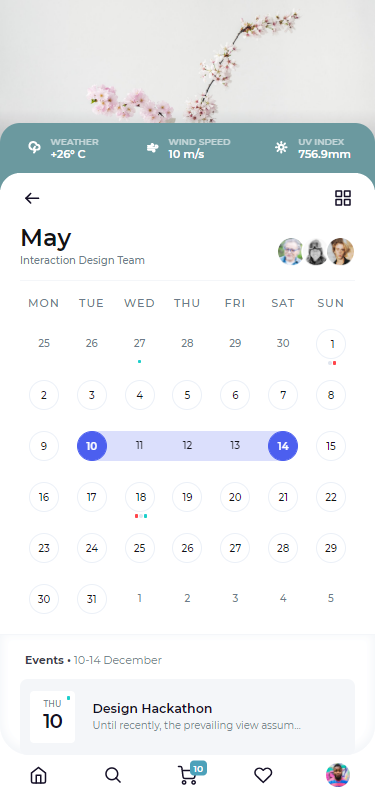 WEATHER
+26º C
WIND SPEED
10 m/s
UV INDEX
756.9mm
May
Interaction Design Team
MON TUE WED THU FRI SAT SUN
25 26 27 28 29 30 1
2 3 4 5 6 7 8
9 10 11 12 13 14 15
16 17 18 19 20 21 22
23 24 25 26 27 28 29
30 31 1 2 3 4 5
Events • 10-14 December
THU
10
Design Hackathon
Until recently, the prevailing view assum...
10